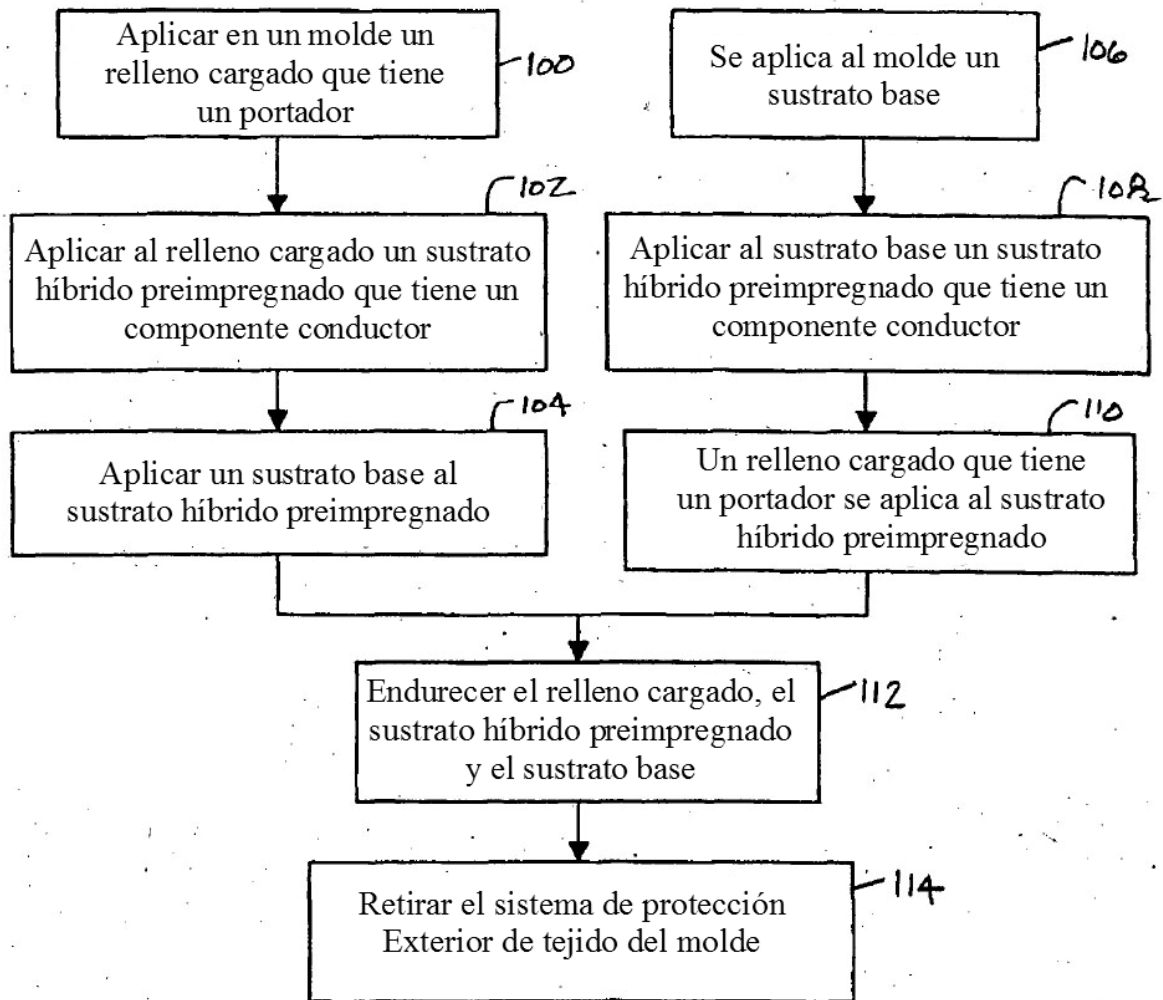 Aplicar en un molde un
relleno cargado que tiene
un portador
100
Se aplica al molde un
sustrato base
106
102
Aplicar al relleno cargado un sustrato
híbrido preimpregnado que tiene un
componente conductor
108
Aplicar al sustrato base un sustrato
híbrido preimpregnado que tiene un
componente conductor
104
Aplicar un sustrato base al
sustrato híbrido preimpregnado
110
Un relleno cargado que tiene
un portador se aplica al sustrato
híbrido preimpregnado
Endurecer el relleno cargado, el
sustrato híbrido preimpregnado
y el sustrato base
112
Retirar el sistema de protección
Exterior de tejido del molde
114